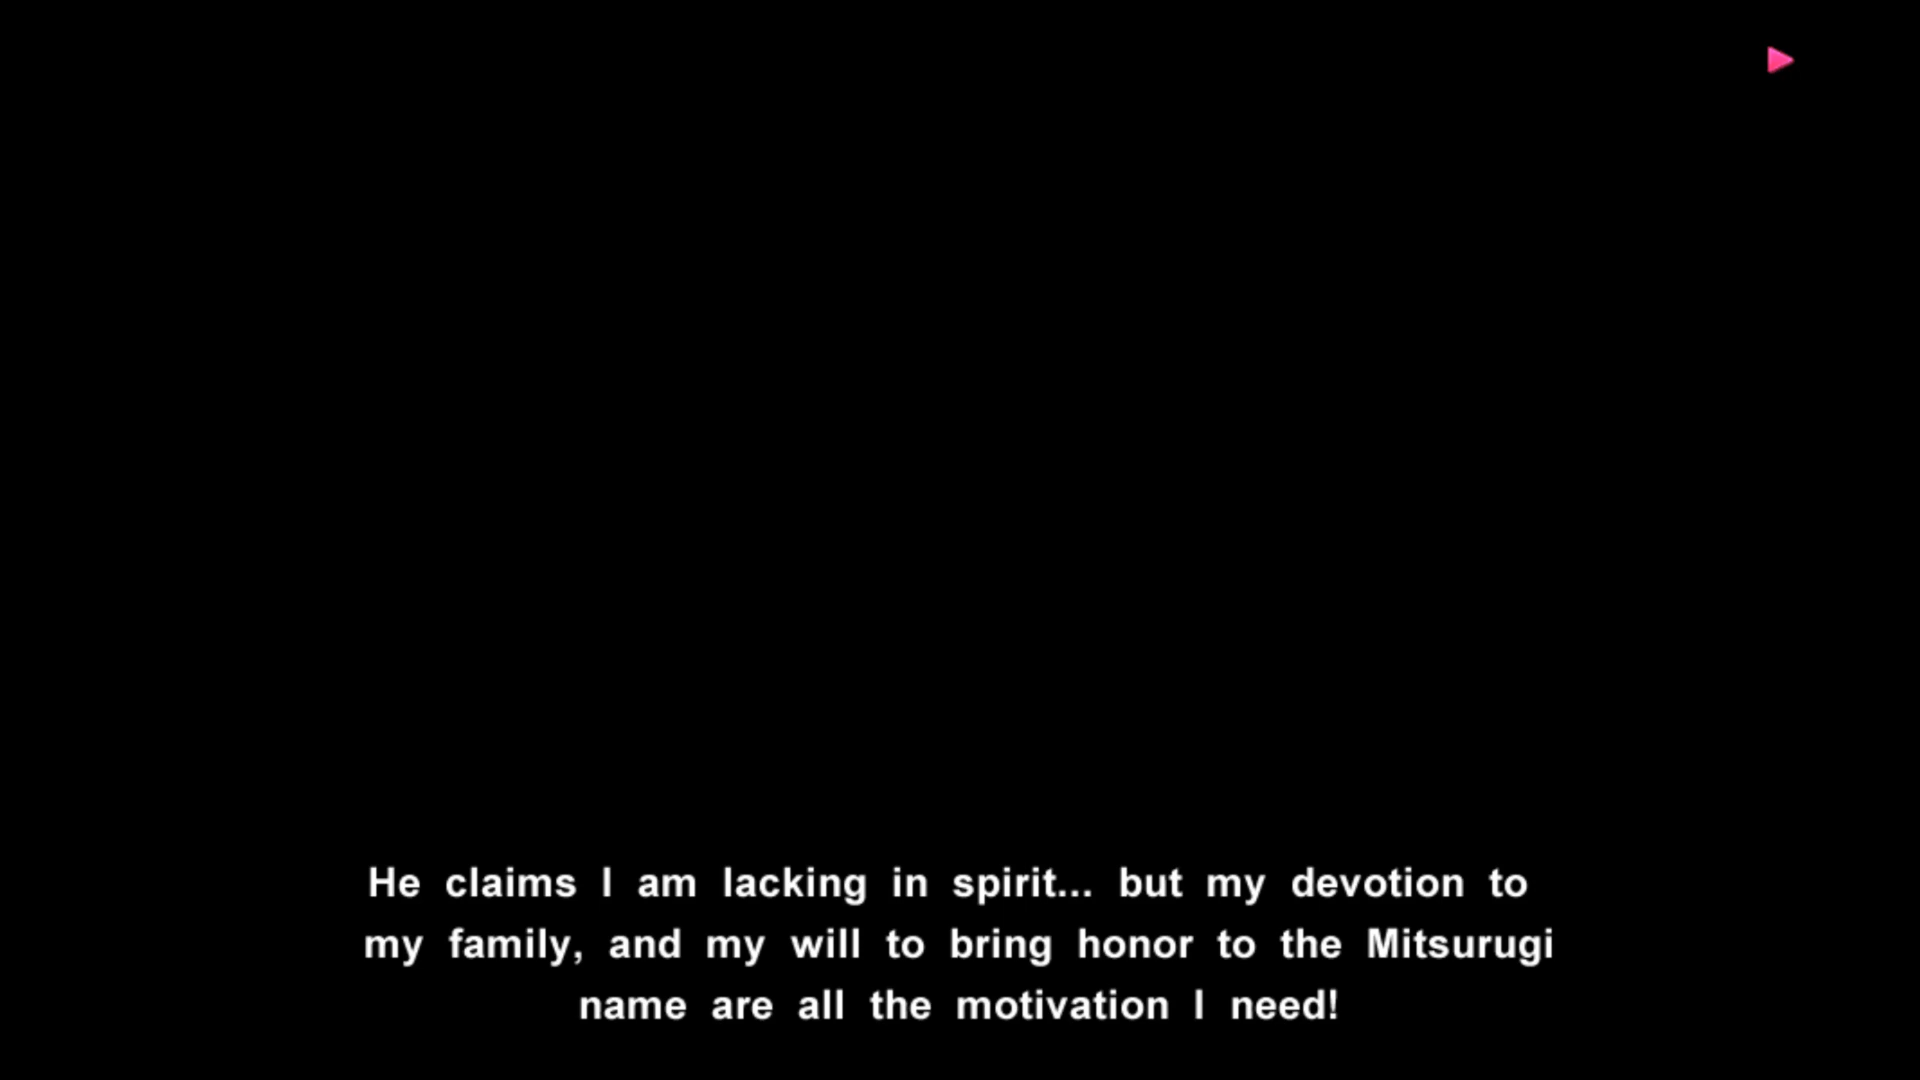 He claims I am lacking in spirit... but my devotion to
my family, and my will to bring honor to the Mitsurugi
name are all the motivation I need!